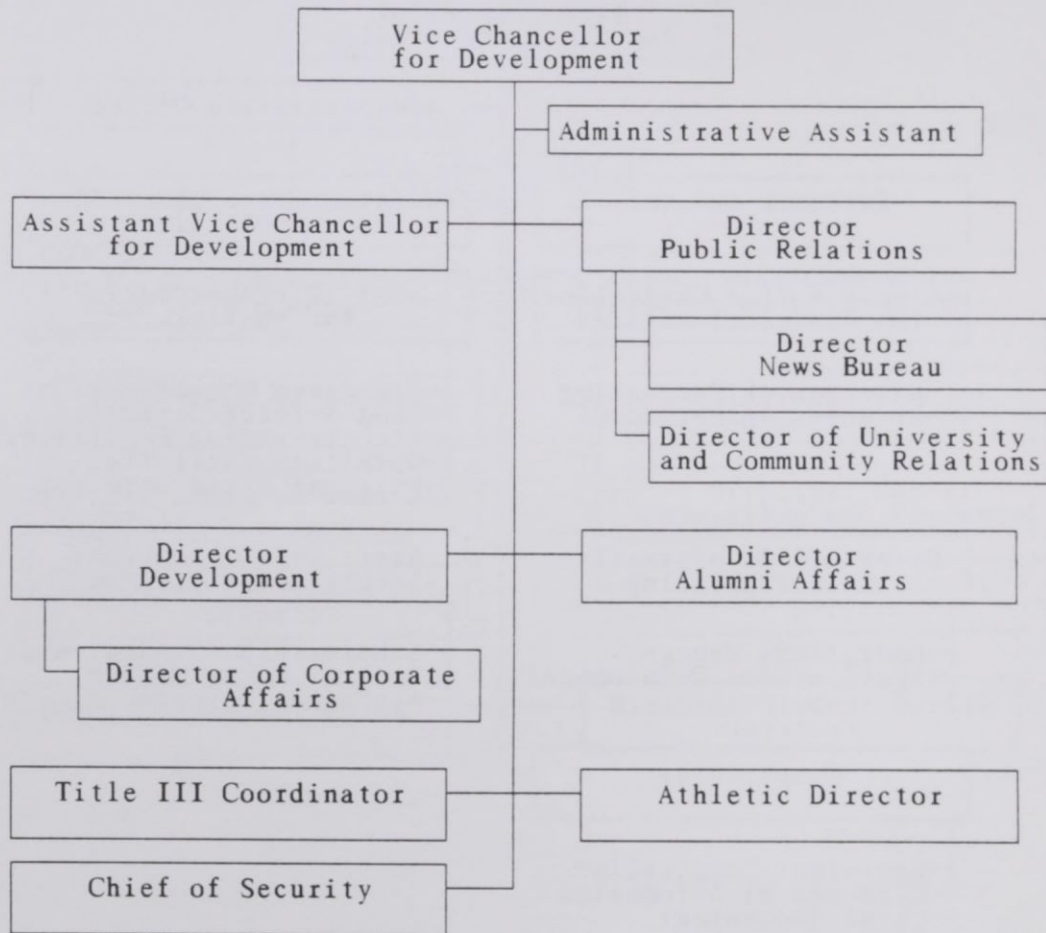 Vice Chancellor
for Development
Administrative Assistant
Assistant Vice Chancellor
for Development
Director
Public Relations
Director
News Bureau
Director of University
and Community Relations
Director
Development
Director
Alumni Affairs
Director of Corporate
Affairs
Title III Coordinator
Athletic Director
Chief of Security